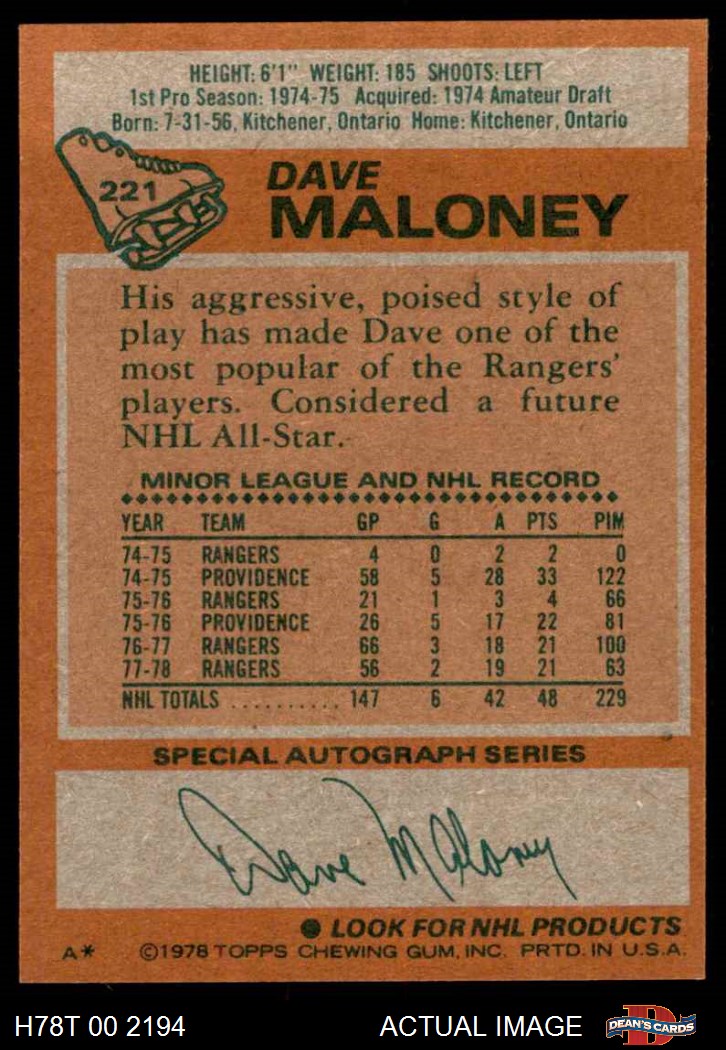 HEIGHT: 6'1" WEIGHT: 185 SHOOTS: LEFT
1st Pro Season: 1974-75 Acquired: 1974 Amateur Draft
Born: 7-31-56, Kitchener, Ontario Home: Kitchener, Ontario
221
DAVE
MALONEY
His aggressive, poised style of
play has made Dave one of the
most popular of the Rangers'
players. Considered a future
NHL All-Star.
MINOR LEAGUE AND NHL RECORD
YEAR TEAM GP G A PTS PIM
74-75 RANGERS 4 0 2 2 0
74-75 PROVIDENCE 58 5 28 33 122
75-76 RANGERS 21 1 3 4 66
75-76 PROVIDENCE 26 5 17 22 81
76-77 RANGERS 66 3 18 21 100
77-78 RANGERS 56 2 19 21 63
NHL TOTALS .......... 147 6 42 48 229
SPECIAL AUTOGRAPH SERIES
Dave Maloney
● LOOK FOR NHL PRODUCTS
A* ©1978 TOPPS CHEWING GUM, INC. PRTD. IN U.S.A.
H78T 00 2194 ACTUAL IMAGE D DEAN'S CARDS